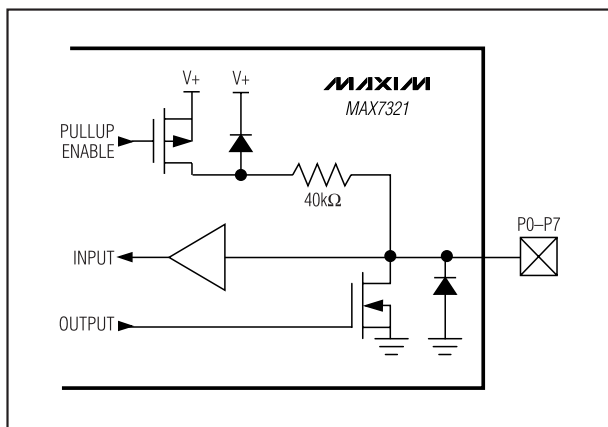 V+ V+
MAXIM
MAX7321
PULLUP
ENABLE
40kΩ
P0–P7
INPUT
OUTPUT